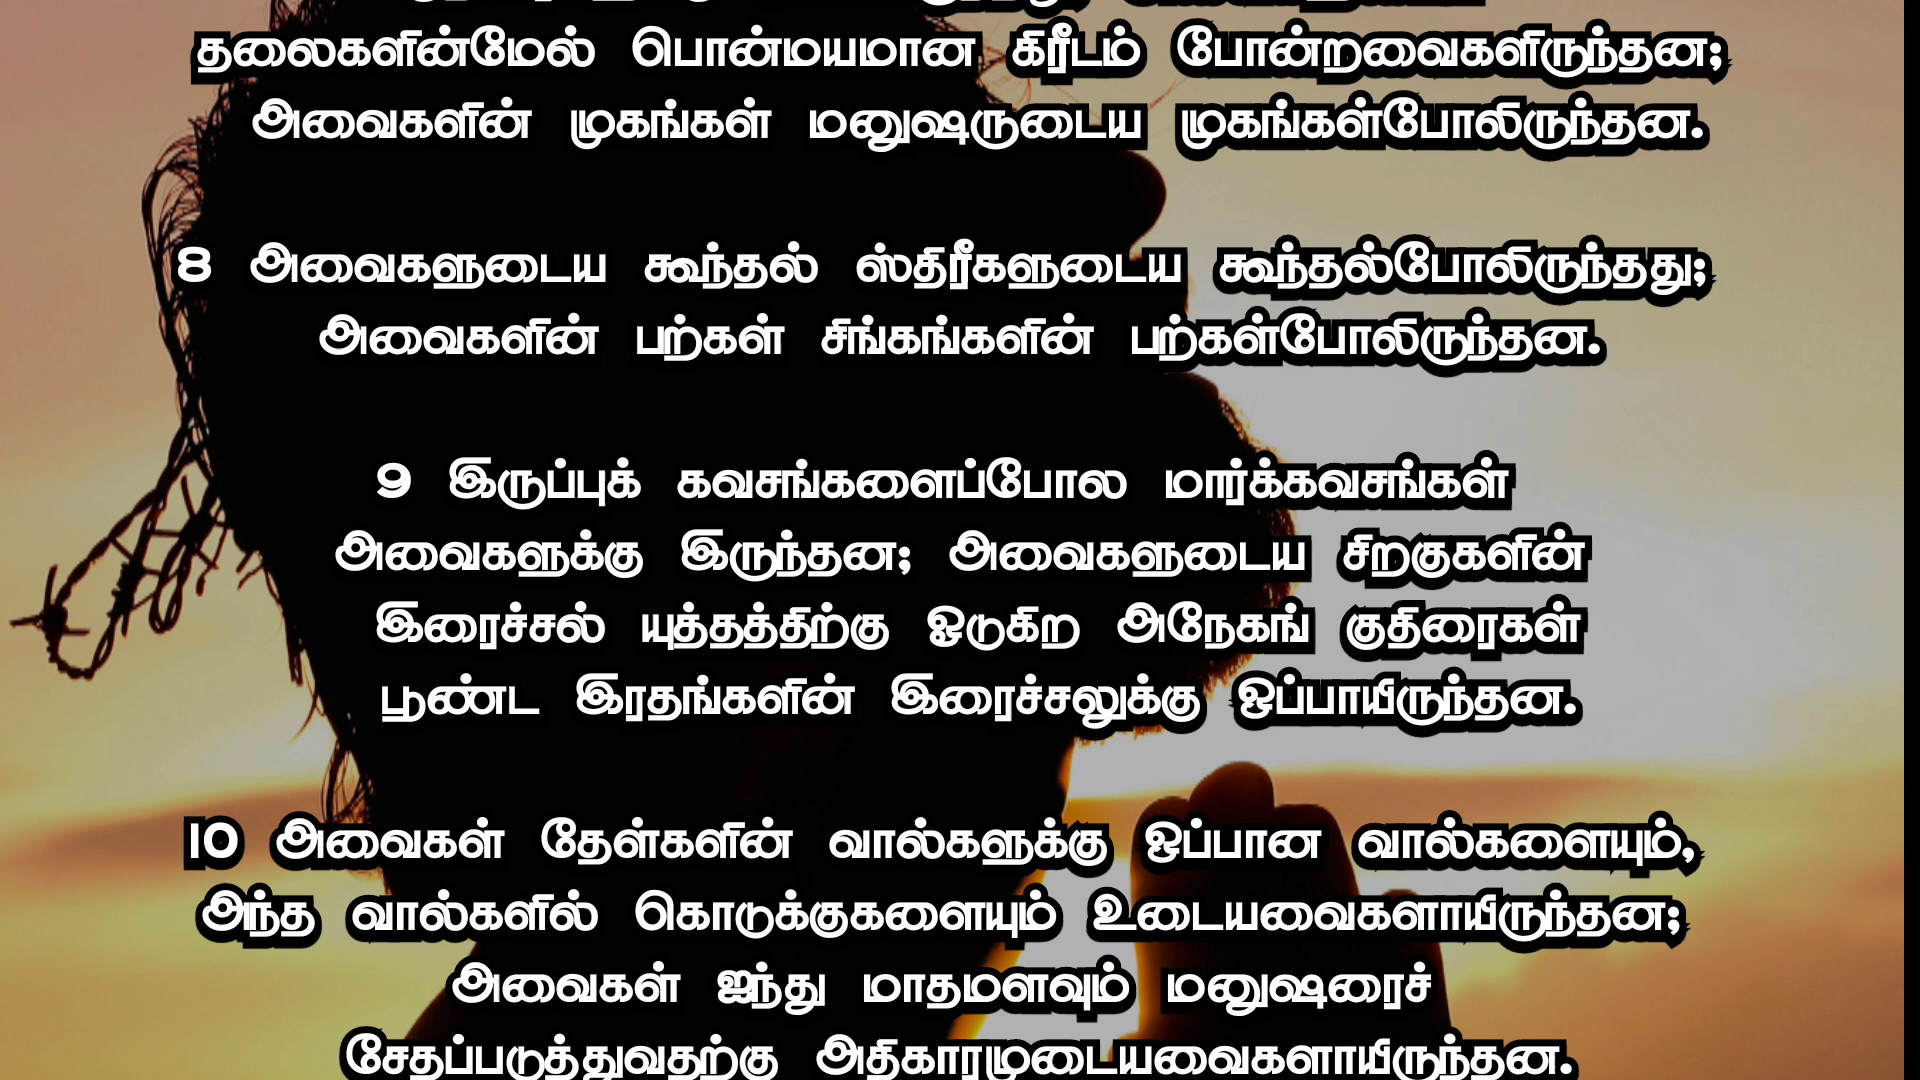 தலைகளின்மேல் பொன்மயமான கிரீடம் போன்றவைகளிருந்தன;
அவைகளின் முகங்கள் மனுஷருடைய முகங்கள்போலிருந்தன.
8 அவைகளுடைய கூந்தல் ஸ்திரீகளுடைய கூந்தல்போலிருந்தது;
அவைகளின் பற்கள் சிங்கங்களின் பற்கள்போலிருந்தன.
9 இருப்புக் கவசங்களைப்போல மார்க்கவசங்கள்
அவைகளுக்கு இருந்தன; அவைகளுடைய சிறகுகளின்
இரைச்சல் யுத்தத்திற்கு ஓடுகிற அநேகங் குதிரைகள்
பூண்ட இரதங்களின் இரைச்சலுக்கு ஒப்பாயிருந்தன.
10 அவைகள் தேள்களின் வால்களுக்கு ஒப்பான வால்களையும்,
அந்த வால்களில் கொடுக்குகளையும் உடையவைகளாயிருந்தன;
அவைகள் ஐந்து மாதமளவும் மனுஷரைச்
சேதப்படுத்துவதற்கு அதிகாரமுடையவைகளாயிருந்தன.